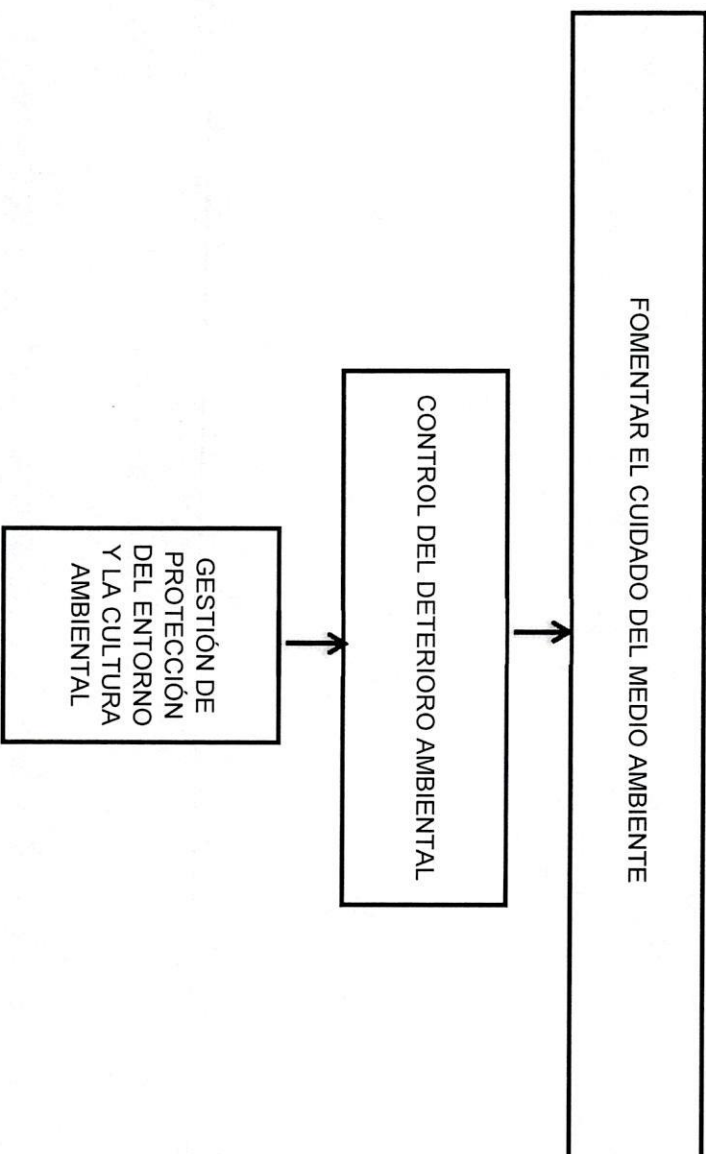 FOMENTAR EL CUIDADO DEL MEDIO AMBIENTE
CONTROL DEL DETERIORO AMBIENTAL
GESTIÓN DE
PROTECCIÓN
DEL ENTORNO
Y LA CULTURA
AMBIENTAL